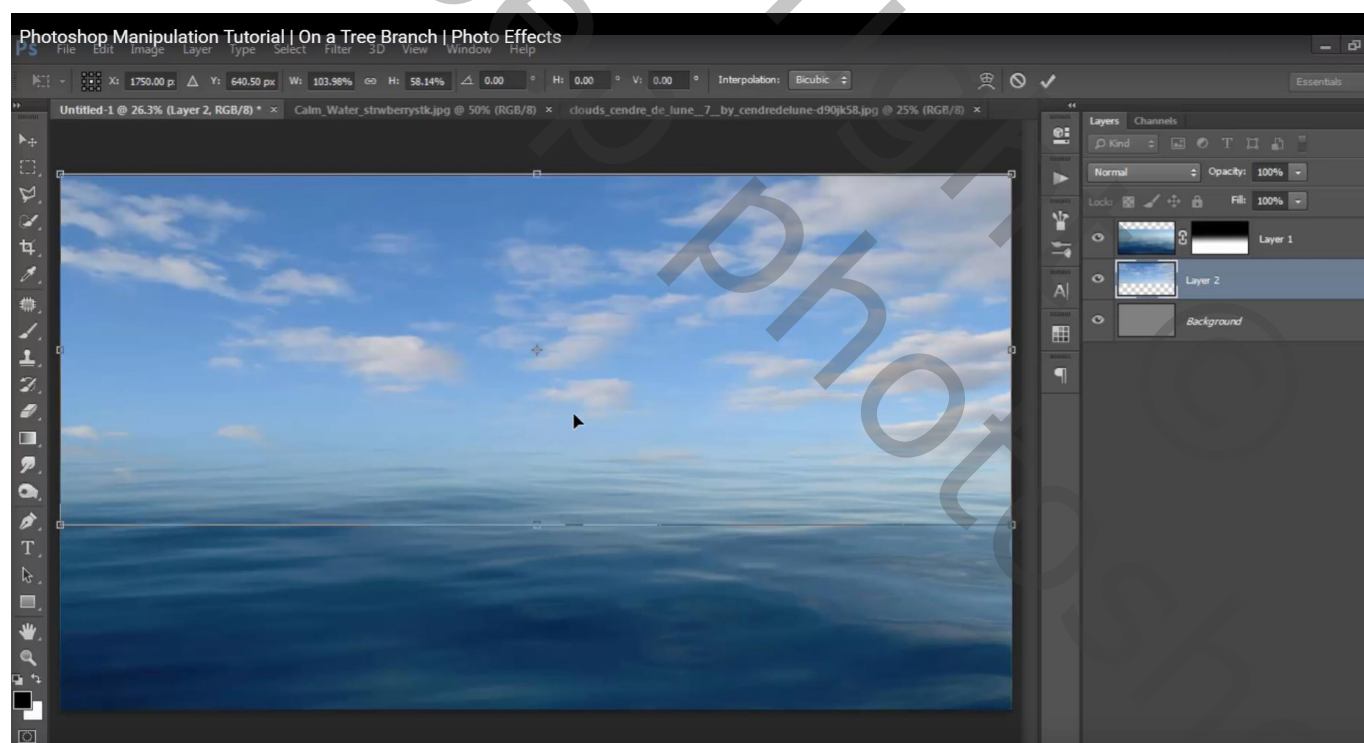 Photoshop Manipulation Tutorial | On a Tree Branch | Photo Effects
Ps File Edit Image Layer Type Select Filter 3D View Window Help
X: 1750.00 p Δ Y: 640.50 px W: 103.98% H: 58.14% 0.00 ° H: 0.00 ° V: 0.00 ° Interpolation: Bicubic Essentials
Untitled-1 @ 26.3% (Layer 2, RGB/8) * × Calm_Water_strwberrystk.jpg @ 50% (RGB/8) × clouds_cendre_de_lune__7__by_cendredelune-d90jk58.jpg @ 25% (RGB/8) ×
Layers Channels
Kind
Normal Opacity: 100%
Lock: Fill: 100%
Layer 1
Layer 2
Background
photoshop
©